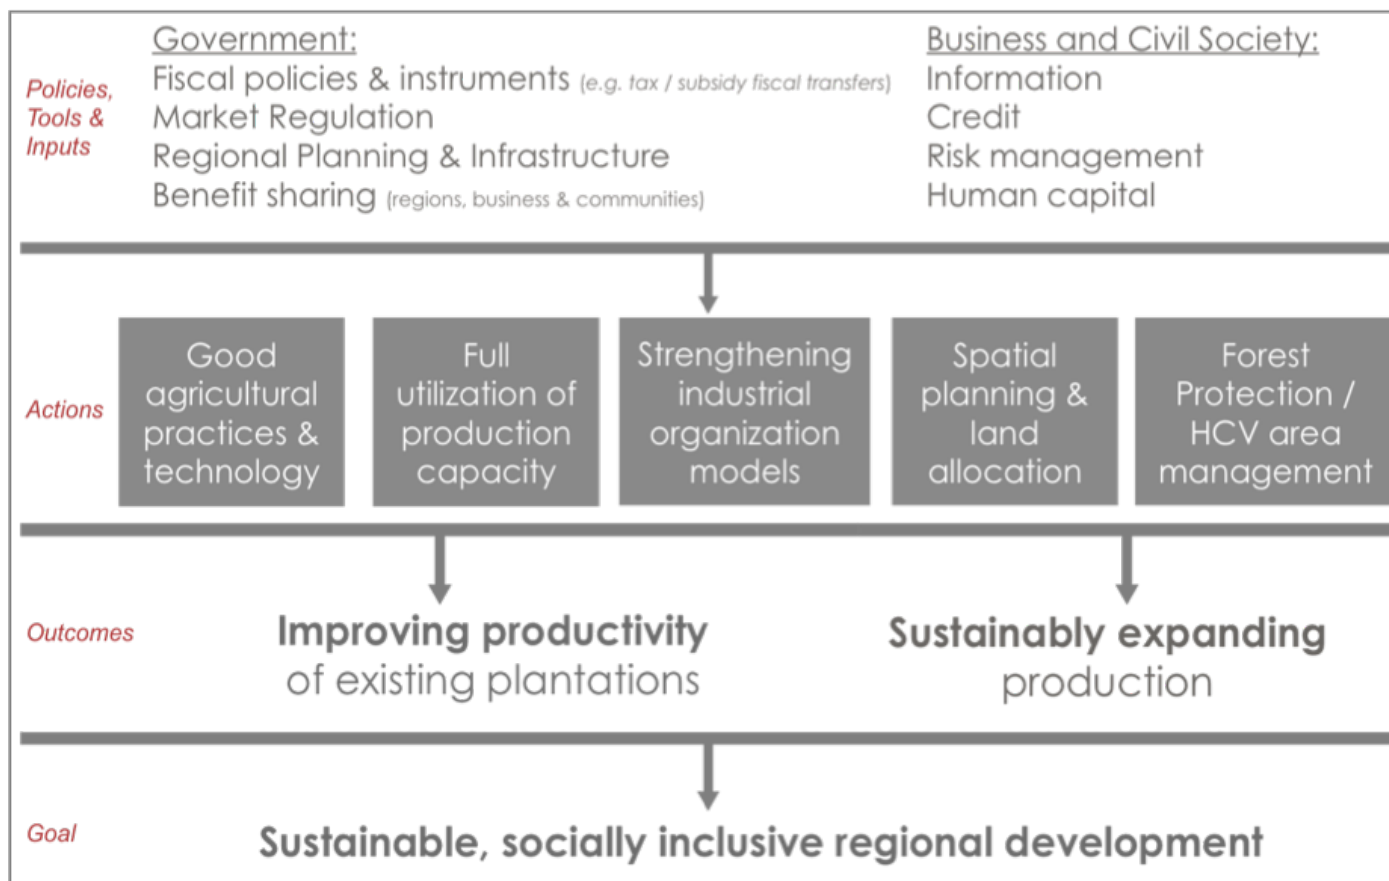 Policies,
Tools &
Inputs
Government:
Fiscal policies & instruments (e.g. tax / subsidy fiscal transfers)
Market Regulation
Regional Planning & Infrastructure
Benefit sharing (regions, business & communities)
Business and Civil Society:
Information
Credit
Risk management
Human capital
Actions
Good
agricultural
practices &
technology
Full
utilization of
production
capacity
Strengthening
industrial
organization
models
Spatial
planning &
land
allocation
Forest
Protection /
HCV area
management
Outcomes
Improving productivity
of existing plantations
Sustainably expanding
production
Goal
Sustainable, socially inclusive regional development